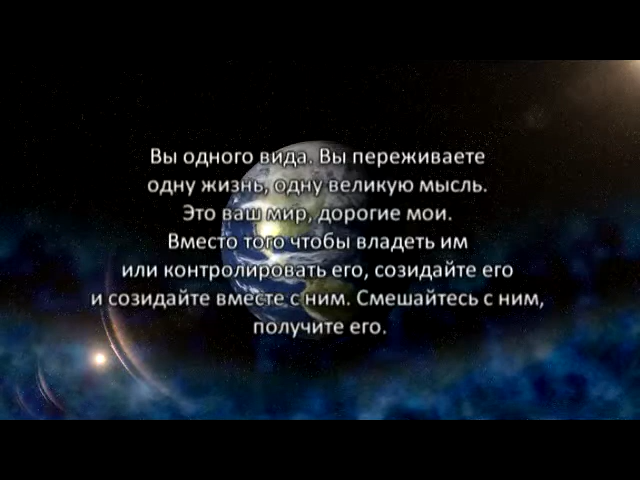 Вы одного вида. Вы переживаете
одну жизнь, одну великую мысль.
Это ваш мир, дорогие мои.
Вместо того чтобы владеть им
или контролировать его, созидайте его
и созидайте вместе с ним. Смешайтесь с ним,
получите его.